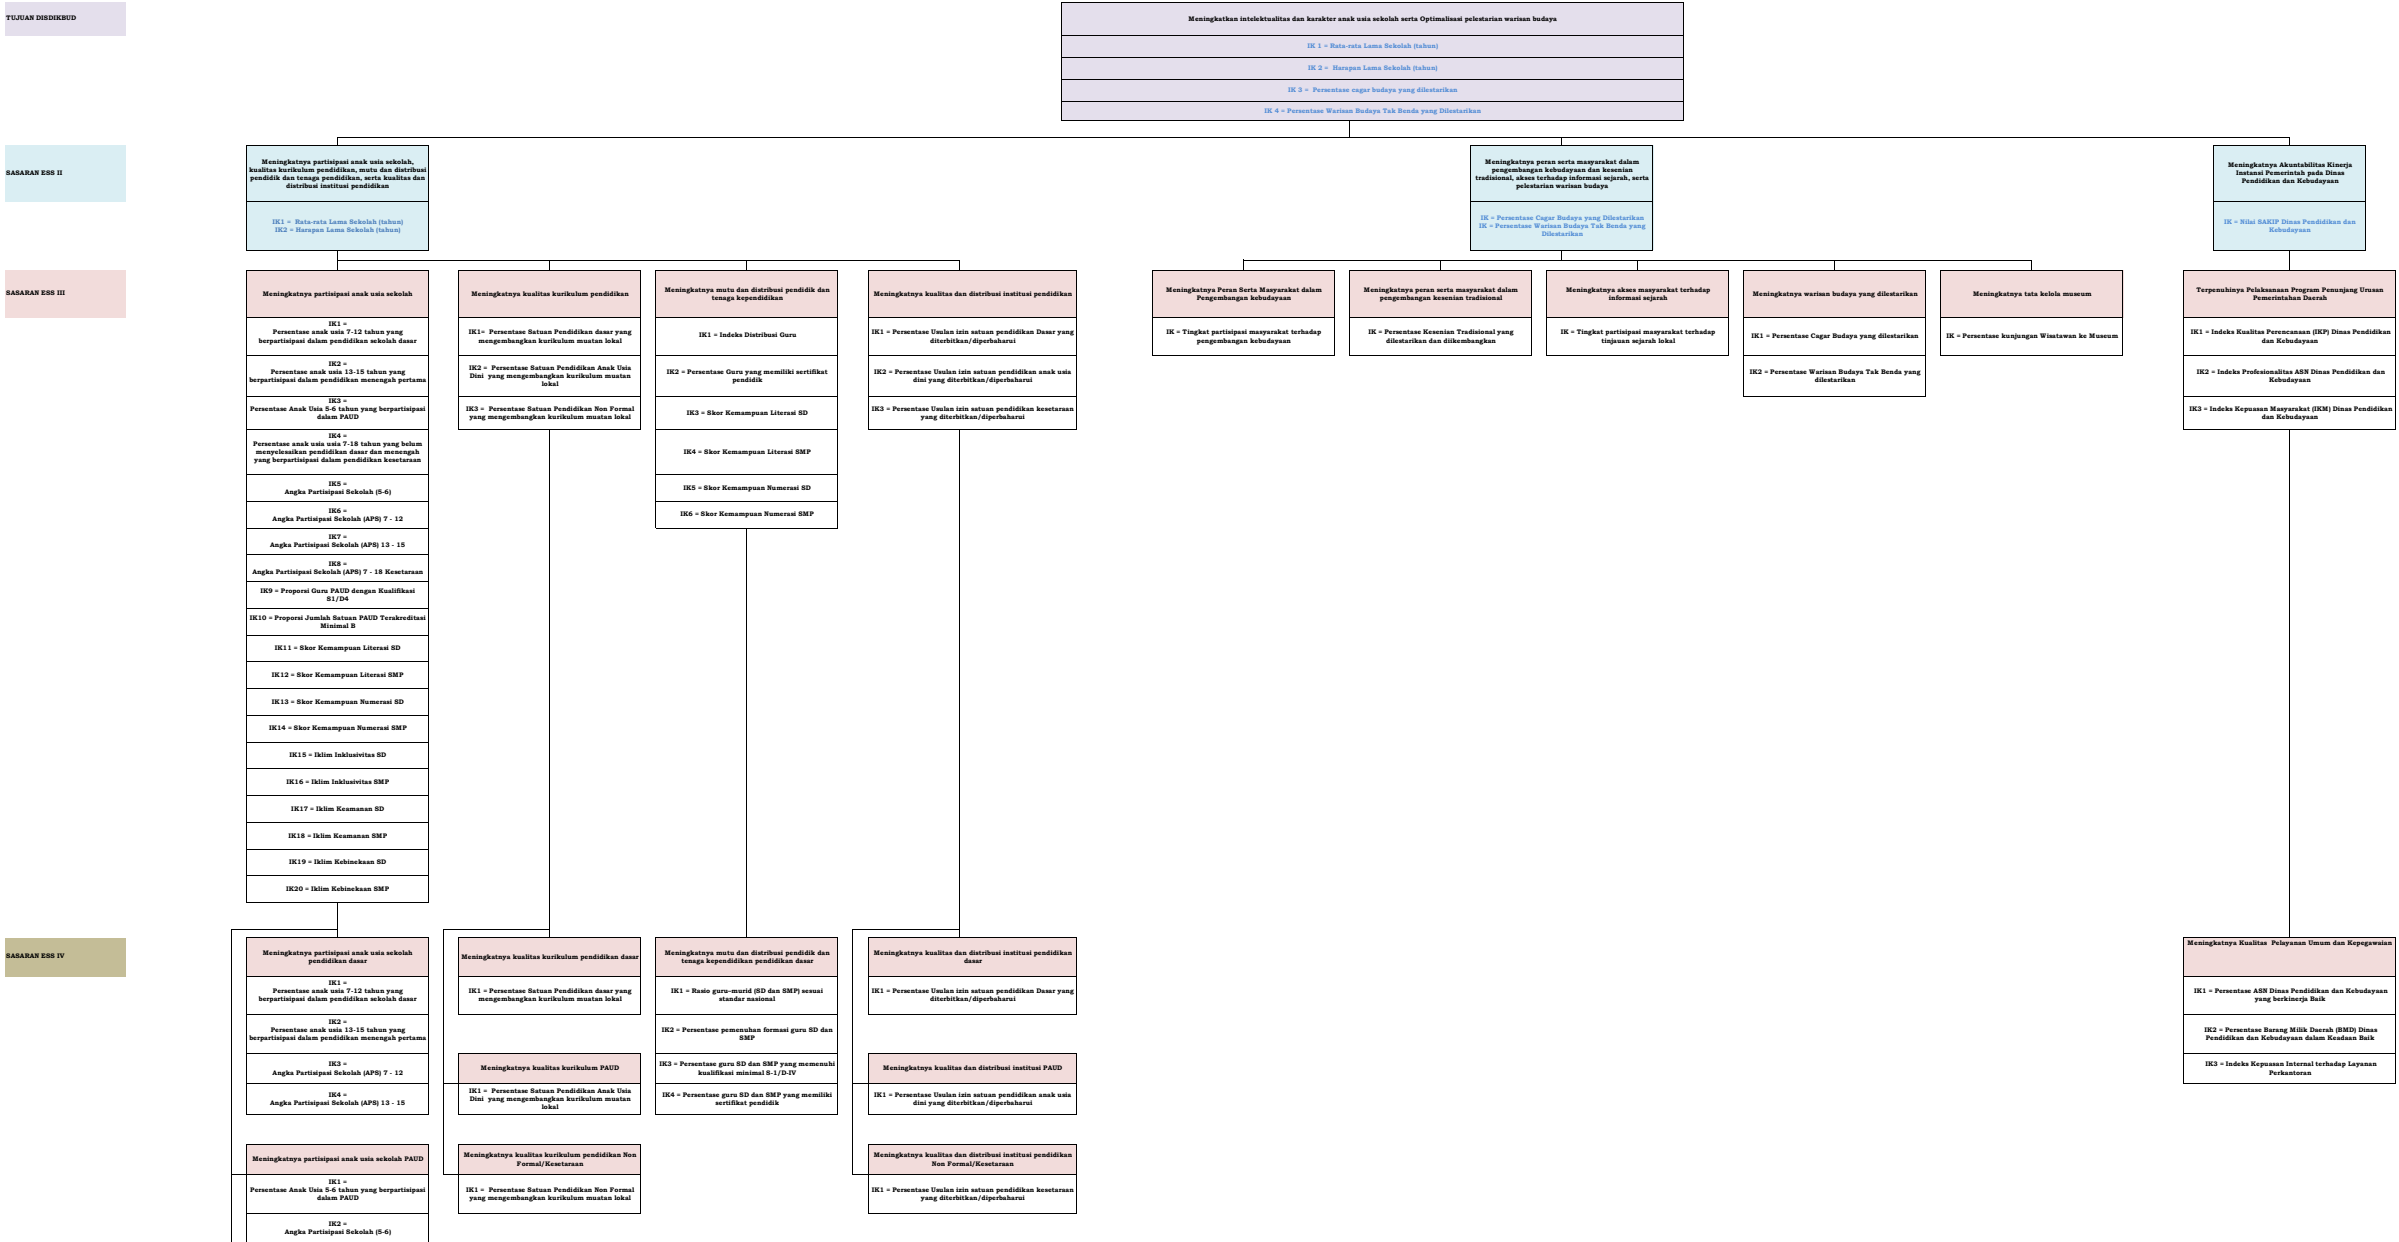 TUJUAN DISDIKBUD
Meningkatkan intelektualitas dan karakter anak usia sekolah serta Optimalisasi pelestarian warisan budaya
IK 1 = Rata-rata Lama Sekolah (tahun)
IK 2 = Harapan Lama Sekolah (tahun)
IK 3 = Persentase cagar budaya yang dilestarikan
IK 4 = Persentase Warisan Budaya Tak Benda yang Dilestarikan
SASARAN ESS II
Meningkatnya partisipasi anak usia sekolah,
kualitas kurikulum pendidikan, mutu dan distribusi
pendidik dan tenaga pendidikan, serta kualitas dan
distribusi institusi pendidikan
IK1 = Rata-rata Lama Sekolah (tahun)
IK2 = Harapan Lama Sekolah (tahun)
Meningkatnya peran serta masyarakat dalam
pengembangan kebudayaan dan kesenian
tradisional, akses terhadap informasi sejarah, serta
pelestarian warisan budaya
IK = Persentase Cagar Budaya yang Dilestarikan
IK = Persentase Warisan Budaya Tak Benda yang
Dilestarikan
Meningkatnya Akuntabilitas Kinerja
Instansi Pemerintah pada Dinas
Pendidikan dan Kebudayaan
IK = Nilai SAKIP Dinas Pendidikan dan
Kebudayaan
SASARAN ESS III
Meningkatnya partisipasi anak usia sekolah
IK1 =
Persentase anak usia 7-12 tahun yang
berpartisipasi dalam pendidikan sekolah dasar
IK2 =
Persentase anak usia 13-15 tahun yang
berpartisipasi dalam pendidikan menengah pertama
IK3 =
Persentase Anak Usia 5-6 tahun yang berpartisipasi
dalam PAUD
IK4 =
Persentase anak usia usia 7-18 tahun yang belum
menyelesaikan pendidikan dasar dan menengah
yang berpartisipasi dalam pendidikan kesetaraan
IK5 =
Angka Partisipasi Sekolah (5-6)
IK6 =
Angka Partisipasi Sekolah (APS) 7 - 12
IK7 =
Angka Partisipasi Sekolah (APS) 13 - 15
IK8 =
Angka Partisipasi Sekolah (APS) 7 - 18 Kesetaraan
IK9 = Proporsi Guru PAUD dengan Kualifikasi
S1/D4
IK10 = Proporsi Jumlah Satuan PAUD Terakreditasi
Minimal B
IK11 = Skor Kemampuan Literasi SD
IK12 = Skor Kemampuan Literasi SMP
IK13 = Skor Kemampuan Numerasi SD
IK14 = Skor Kemampuan Numerasi SMP
IK15 = Iklim Inklusivitas SD
IK16 = Iklim Inklusivitas SMP
IK17 = Iklim Keamanan SD
IK18 = Iklim Keamanan SMP
IK19 = Iklim Kebinekaan SD
IK20 = Iklim Kebinekaan SMP
Meningkatnya kualitas kurikulum pendidikan
IK1= Persentase Satuan Pendidikan dasar yang
mengembangkan kurikulum muatan lokal
IK2 = Persentase Satuan Pendidikan Anak Usia
Dini yang mengembangkan kurikulum muatan
lokal
IK3 = Persentase Satuan Pendidikan Non Formal
yang mengembangkan kurikulum muatan lokal
Meningkatnya mutu dan distribusi pendidik dan
tenaga kependidikan
IK1 = Indeks Distribusi Guru
IK2 = Persentase Guru yang memiliki sertifikat
pendidik
IK3 = Skor Kemampuan Literasi SD
IK4 = Skor Kemampuan Literasi SMP
IK5 = Skor Kemampuan Numerasi SD
IK6 = Skor Kemampuan Numerasi SMP
Meningkatnya kualitas dan distribusi institusi pendidikan
IK1 = Persentase Usulan izin satuan pendidikan Dasar yang
diterbitkan/diperbaharui
IK2 = Persentase Usulan izin satuan pendidikan anak usia
dini yang diterbitkan/diperbaharui
IK3 = Persentase Usulan izin satuan pendidikan kesetaraan
yang diterbitkan/diperbaharui
Meningkatnya Peran Serta Masyarakat dalam
Pengembangan kebudayaan
IK = Tingkat partisipasi masyarakat terhadap
pengembangan kebudayaan
Meningkatnya peran serta masyarakat dalam
pengembangan kesenian tradisional
IK = Persentase Kesenian Tradisional yang
dilestarikan dan diikembangkan
Meningkatnya akses masyarakat terhadap
informasi sejarah
IK = Tingkat partisipasi masyarakat terhadap
tinjauan sejarah lokal
Meningkatnya warisan budaya yang dilestarikan
IK1 = Persentase Cagar Budaya yang dilestarikan
IK2 = Persentase Warisan Budaya Tak Benda yang
dilestarikan
Meningkatnya tata kelola museum
IK = Persentase kunjungan Wisatawan ke Museum
Terpenuhinya Pelaksanaan Program Penunjang Urusan
Pemerintahan Daerah
IK1 = Indeks Kualitas Perencanaan (IKP) Dinas Pendidikan
dan Kebudayaan
IK2 = Indeks Profesionalitas ASN Dinas Pendidikan dan
Kebudayaan
IK3 = Indeks Kepuasan Masyarakat (IKM) Dinas Pendidikan
dan Kebudayaan
SASARAN ESS IV
Meningkatnya partisipasi anak usia sekolah
pendidikan dasar
IK1 =
Persentase anak usia 7-12 tahun yang
berpartisipasi dalam pendidikan sekolah dasar
IK2 =
Persentase anak usia 13-15 tahun yang
berpartisipasi dalam pendidikan menengah pertama
IK3 =
Angka Partisipasi Sekolah (APS) 7 - 12
IK4 =
Angka Partisipasi Sekolah (APS) 13 - 15
Meningkatnya partisipasi anak usia sekolah PAUD
IK1 =
Persentase Anak Usia 5-6 tahun yang berpartisipasi
dalam PAUD
IK2 =
Angka Partisipasi Sekolah (5-6)
Meningkatnya kualitas kurikulum pendidikan dasar
IK1 = Persentase Satuan Pendidikan dasar yang
mengembangkan kurikulum muatan lokal
Meningkatnya kualitas kurikulum PAUD
IK1 = Persentase Satuan Pendidikan Anak Usia
Dini yang mengembangkan kurikulum muatan
lokal
Meningkatnya kualitas kurikulum pendidikan Non
Formal/Kesetaraan
IK1 = Persentase Satuan Pendidikan Non Formal
yang mengembangkan kurikulum muatan lokal
Meningkatnya mutu dan distribusi pendidik dan
tenaga kependidikan pendidikan dasar
IK1 = Rasio guru-murid (SD dan SMP) sesuai
standar nasional
IK2 = Persentase pemenuhan formasi guru SD dan
SMP
IK3 = Persentase guru SD dan SMP yang memenuhi
kualifikasi minimal S-1/D-IV
IK4 = Persentase guru SD dan SMP yang memiliki
sertifikat pendidik
Meningkatnya kualitas dan distribusi institusi pendidikan
dasar
IK1 = Persentase Usulan izin satuan pendidikan Dasar yang
diterbitkan/diperbaharui
Meningkatnya kualitas dan distribusi institusi PAUD
IK1 = Persentase Usulan izin satuan pendidikan anak usia
dini yang diterbitkan/diperbaharui
Meningkatnya kualitas dan distribusi institusi pendidikan
Non Formal/Kesetaraan
IK1 = Persentase Usulan izin satuan pendidikan kesetaraan
yang diterbitkan/diperbaharui
Meningkatnya Kualitas Pelayanan Umum dan Kepegawaian
IK1 = Persentase ASN Dinas Pendidikan dan Kebudayaan
yang berkinerja Baik
IK2 = Persentase Barang Milik Daerah (BMD) Dinas
Pendidikan dan Kebudayaan dalam Keadaan Baik
IK3 = Indeks Kepuasan Internal terhadap Layanan
Perkantoran